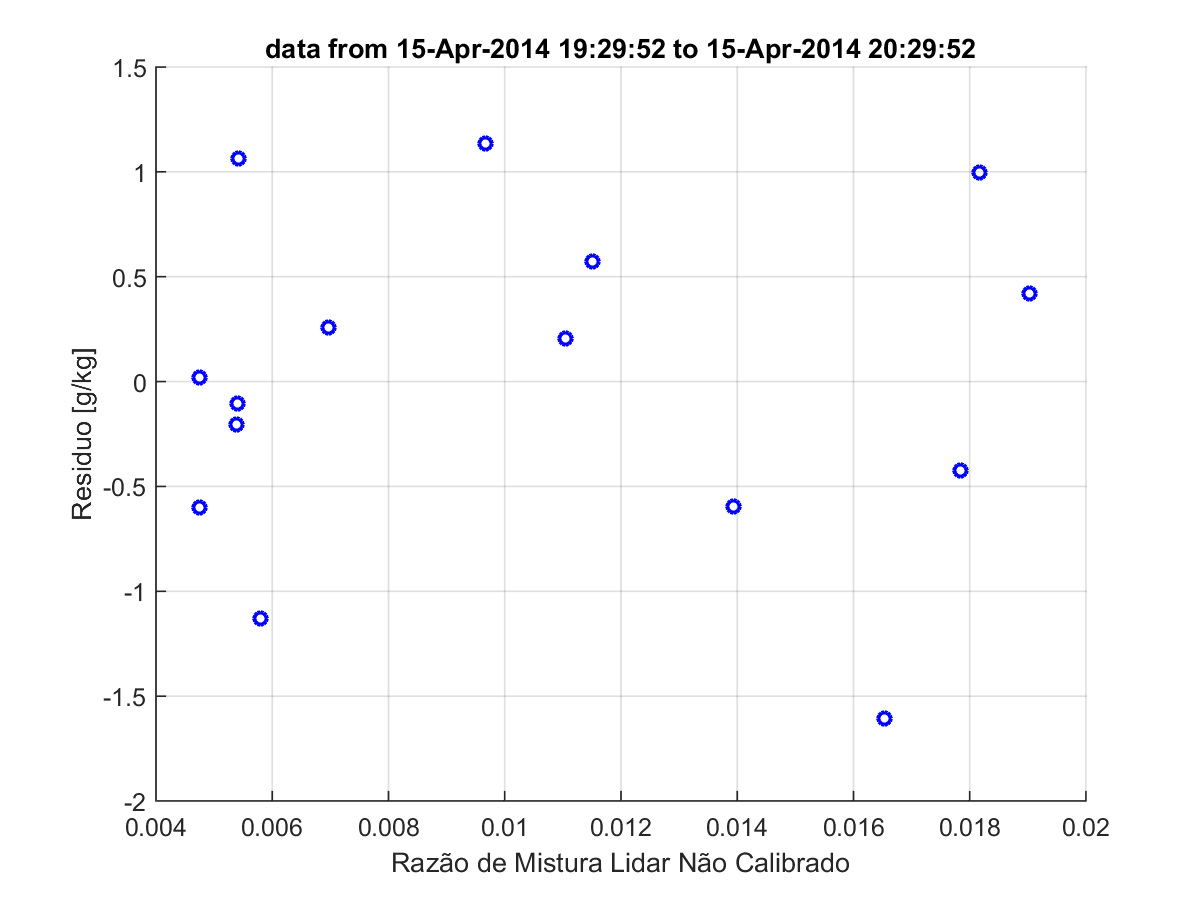 data from 15-Apr-2014 19:29:52 to 15-Apr-2014 20:29:52
1.5
1
0.5
0
-0.5
-1
-1.5
-2
Residuo [g/kg]
0.004 0.006 0.008 0.01 0.012 0.014 0.016 0.018 0.02
Razão de Mistura Lidar Não Calibrado